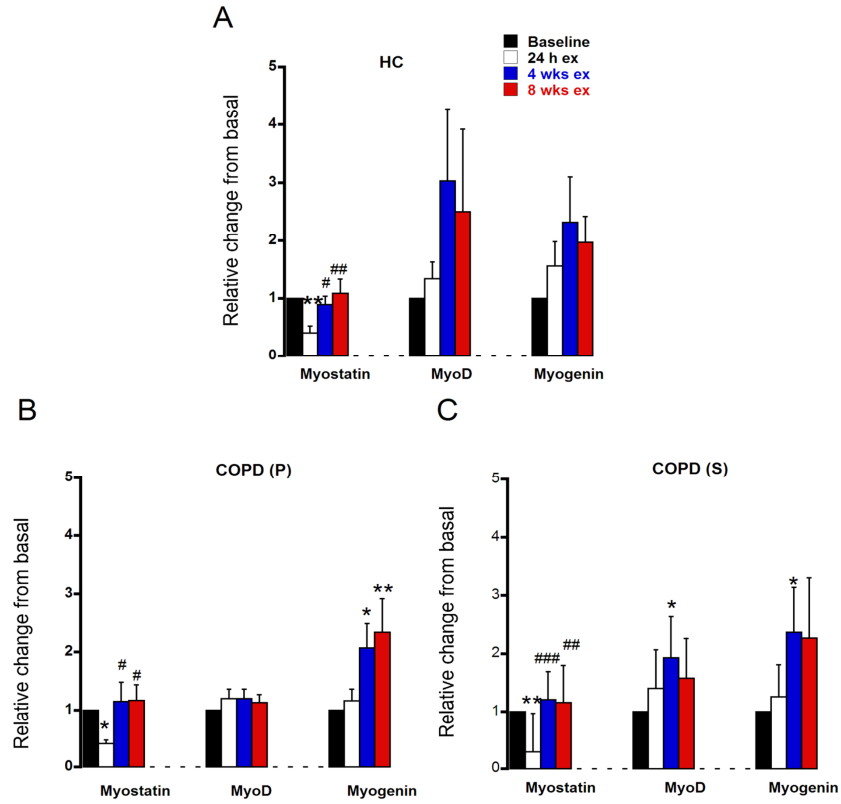 A
HC
Baseline
24 h ex
4 wks ex
8 wks ex
Relative change from basal
5
4
3
2
1
0
** # ##
Myostatin MyoD Myogenin
B
COPD (P)
Relative change from basal
5
4
3
2
1
0
* # # * **
Myostatin MyoD Myogenin
C
COPD (S)
Relative change from basal
5
4
3
2
1
0
** ### ## * *
Myostatin MyoD Myogenin